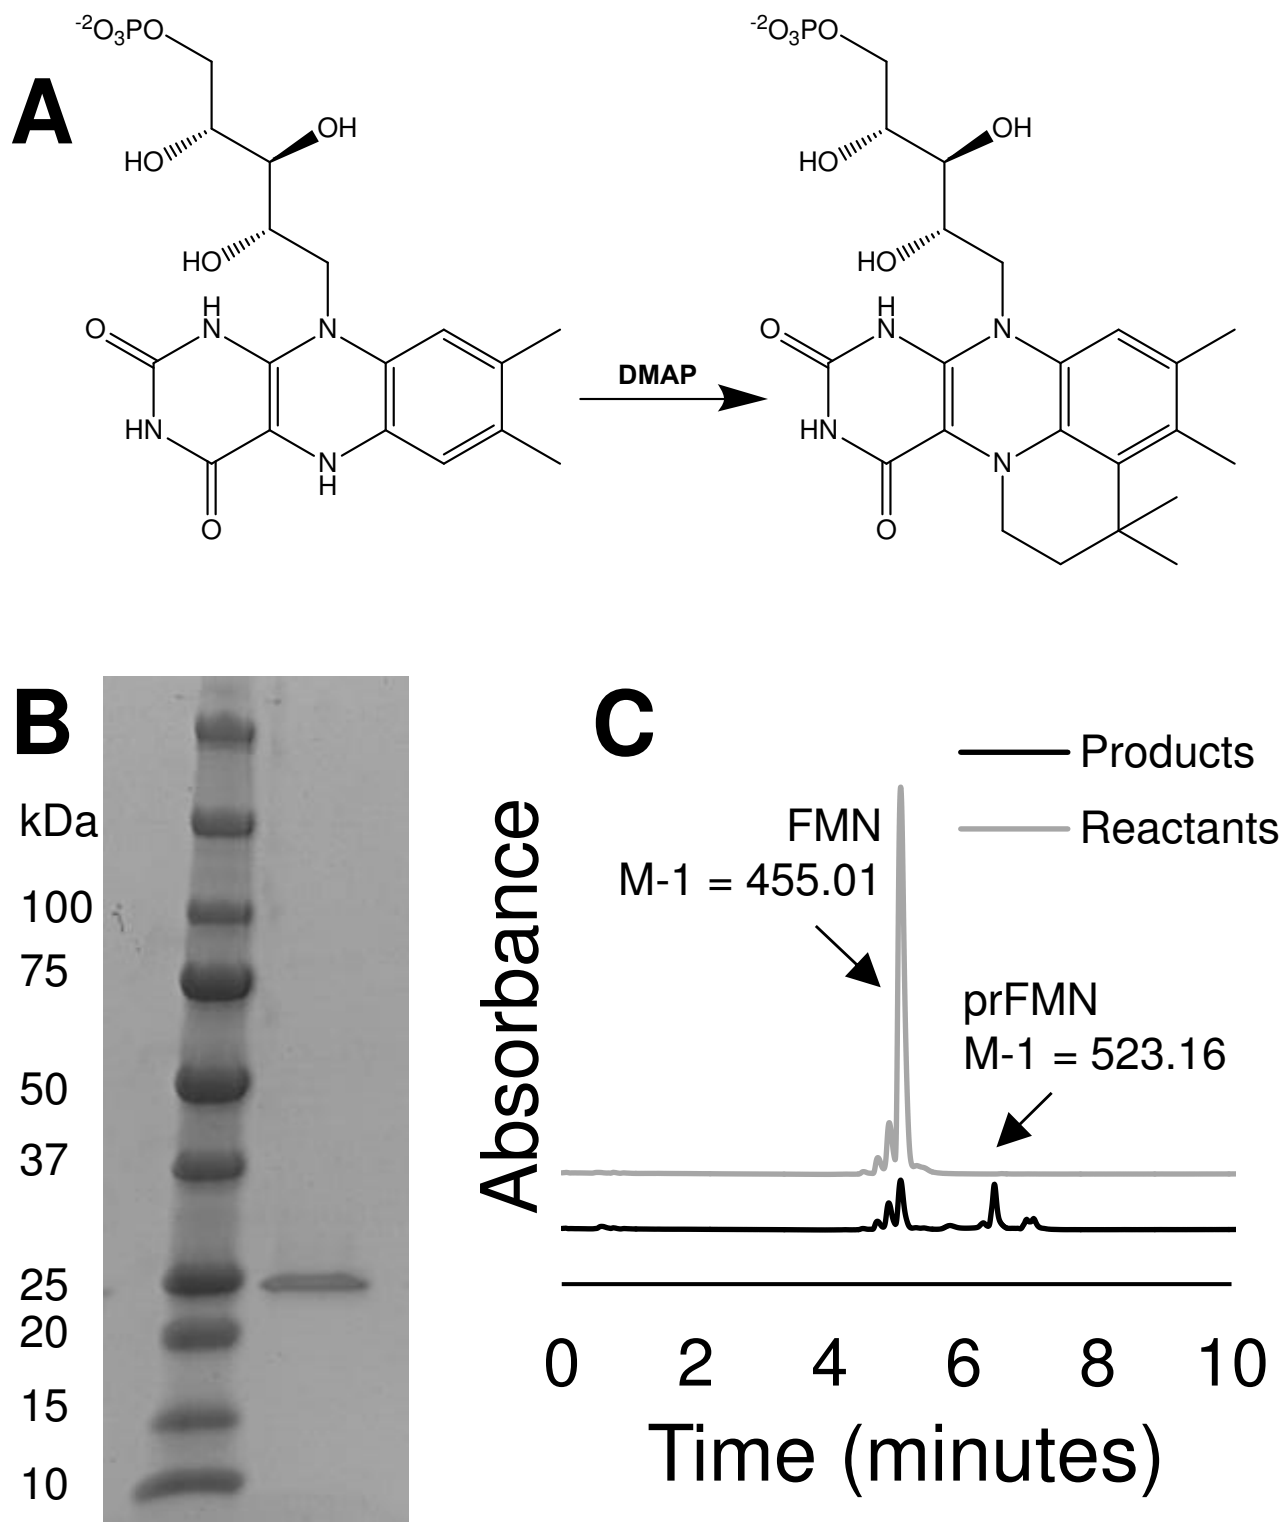 A
-2O3PO
HO
OH
HO
H
N
N
O
HN
N
H
O
DMAP
-2O3PO
HO
OH
HO
H
N
N
O
HN
N
O
B
kDa
100
75
50
37
25
20
15
10
C
Products
Reactants
FMN
M-1 = 455.01
prFMN
M-1 = 523.16
Absorbance
0 2 4 6 8 10
Time (minutes)